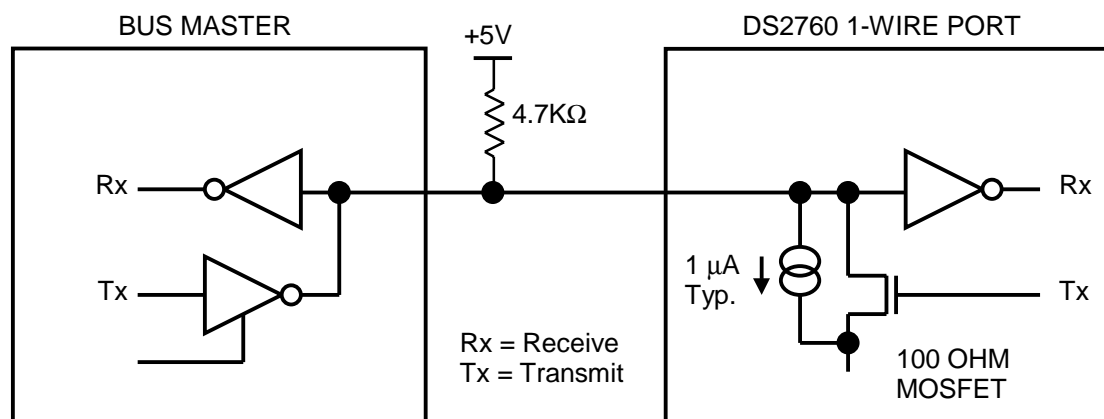 BUS MASTER
DS2760 1-WIRE PORT
+5V
4.7KΩ
Rx
Rx
1 μA
Typ.
Tx
Tx
Rx = Receive
Tx = Transmit
100 OHM
MOSFET